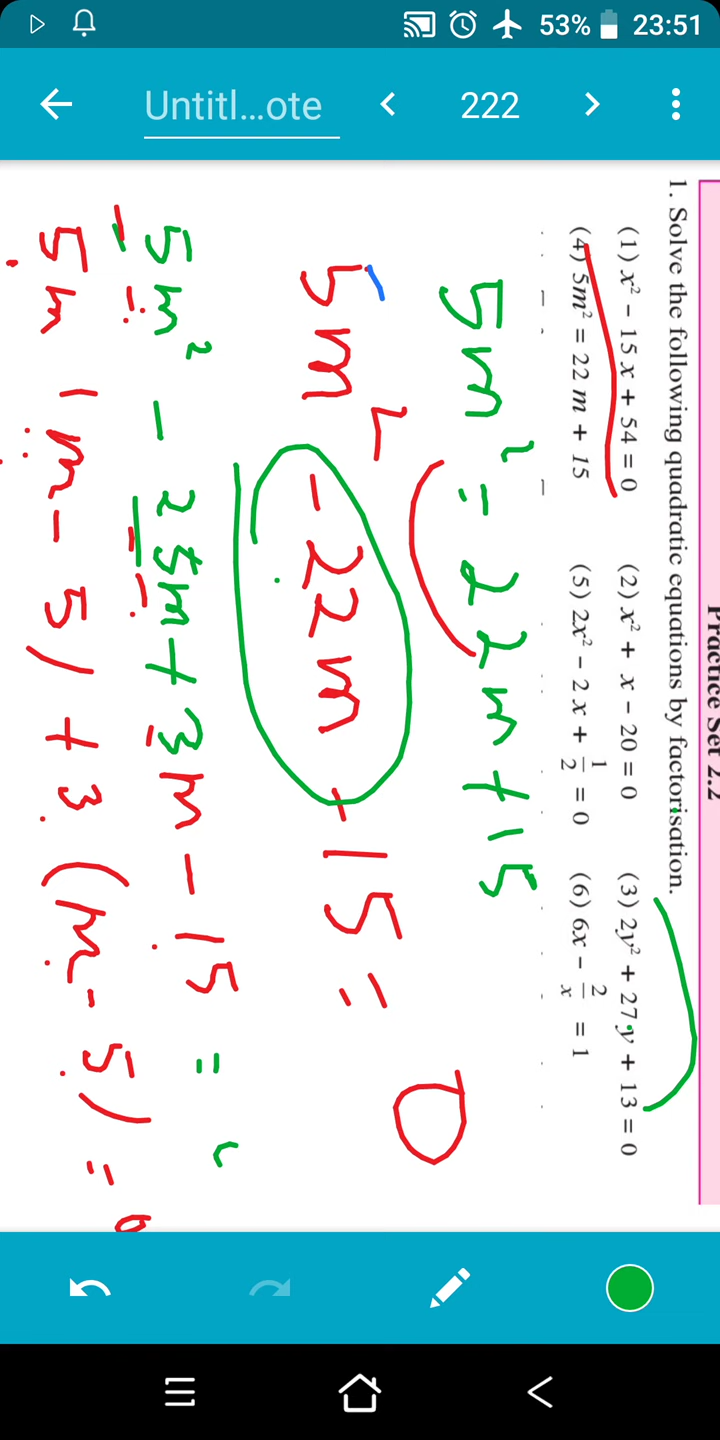 53% 23:51
Untitl...ote 222
Practice Set 2.2
1. Solve the following quadratic equations by factorisation.
(1) x² − 15x + 54 = 0 (2) x² + x − 20 = 0 (3) 2y² + 27y + 13 = 0
(4) 5m² = 22m + 15 (5) 2x² − 2x + 1/2 = 0 (6) 6x − 2/x = 1
5m² = 22m + 15
5m² - 22m + 15 = 0
5m² - 25m + 3m - 15 =
5m (m - 5) + 3 (m - 5) = 0